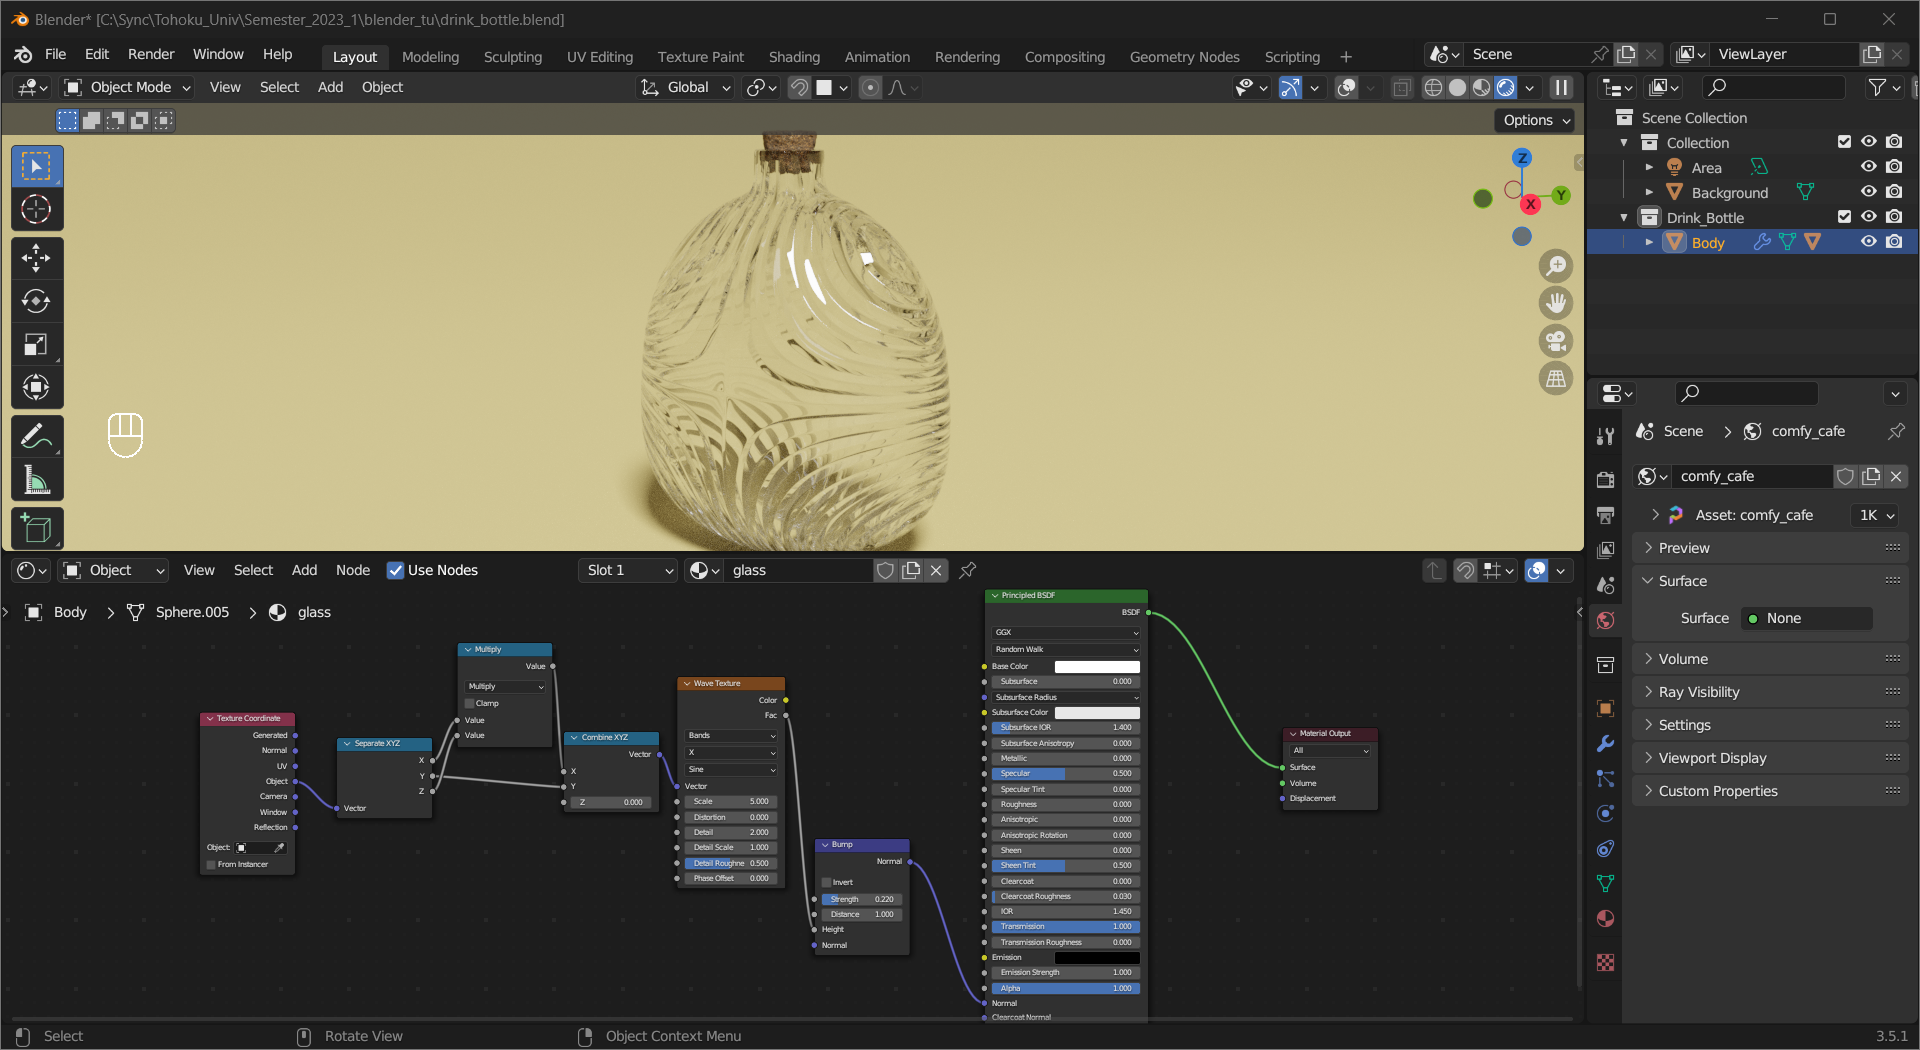 Blender* [C:\Sync\Tohoku_Univ\Semester_2023_1\blender_tu\drink_bottle.blend]
File Edit Render Window Help Layout Modeling Sculpting UV Editing Texture Paint Shading Animation Rendering Compositing Geometry Nodes Scripting + Scene ViewLayer
Object Mode View Select Add Object Global
Options
Z
Y
X
Scene Collection
Collection
Area
Background
Drink_Bottle
Body
Scene > comfy_cafe
comfy_cafe
Asset: comfy_cafe 1K
Preview
Surface
Surface None
Volume
Ray Visibility
Settings
Viewport Display
Custom Properties
Object View Select Add Node Use Nodes Slot 1 glass
Body > Sphere.005 > glass
Texture Coordinate
Generated
Normal
UV
Object
Camera
Window
Reflection
Object:
From Instancer
Separate XYZ
X
Y
Z
Vector
Multiply
Value
Multiply
Clamp
Value
Value
Combine XYZ
Vector
X
Y
Z 0.000
Wave Texture
Color
Fac
Bands
X
Sine
Vector
Scale 5.000
Distortion 0.000
Detail 2.000
Detail Scale 1.000
Detail Roughne 0.500
Phase Offset 0.000
Bump
Normal
Invert
Strength 0.220
Distance 1.000
Height
Normal
Principled BSDF
BSDF
GGX
Random Walk
Base Color
Subsurface 0.000
Subsurface Radius
Subsurface Color
Subsurface IOR 1.400
Subsurface Anisotropy 0.000
Metallic 0.000
Specular 0.500
Specular Tint 0.000
Roughness 0.000
Anisotropic 0.000
Anisotropic Rotation 0.000
Sheen 0.000
Sheen Tint 0.500
Clearcoat 0.000
Clearcoat Roughness 0.030
IOR 1.450
Transmission 1.000
Transmission Roughness 0.000
Emission
Emission Strength 1.000
Alpha 1.000
Normal
Clearcoat Normal
Material Output
All
Surface
Volume
Displacement
Select Rotate View Object Context Menu 3.5.1